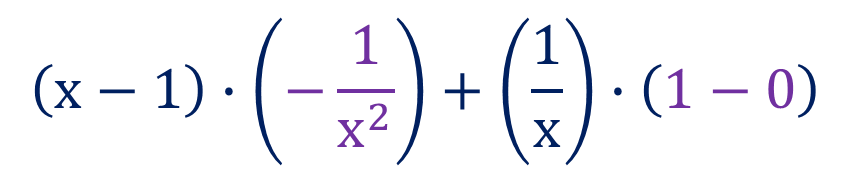 (x − 1) · (− 1/x²) + (1/x) · (1 − 0)